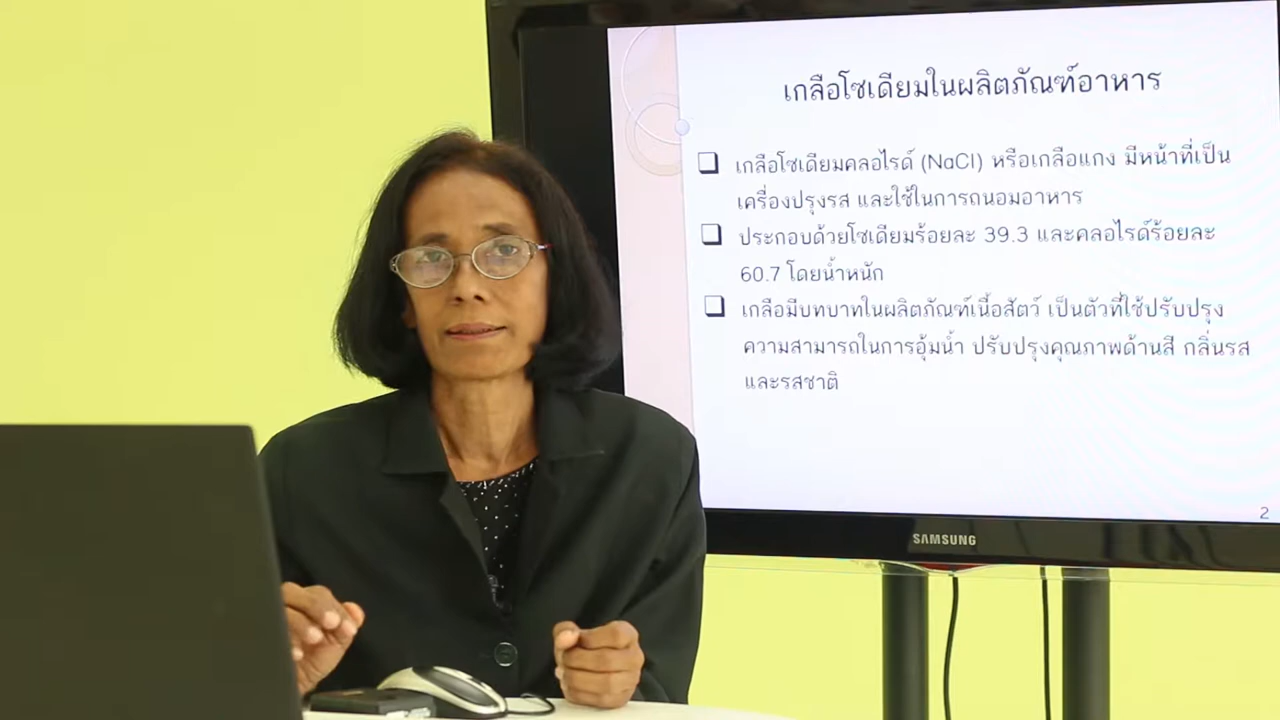 เกลือโซเดียมในผลิตภัณฑ์อาหาร
เกลือโซเดียมคลอไรด์ (NaCl) หรือเกลือแกง มีหน้าที่เป็น
เครื่องปรุงรส และใช้ในการถนอมอาหาร
ประกอบด้วยโซเดียมร้อยละ 39.3 และคลอไรด์ร้อยละ
60.7 โดยน้ำหนัก
เกลือมีบทบาทในผลิตภัณฑ์เนื้อสัตว์ เป็นตัวที่ใช้ปรับปรุง
ความสามารถในการอุ้มน้ำ ปรับปรุงคุณภาพด้านสี กลิ่นรส
และรสชาติ
2
SAMSUNG